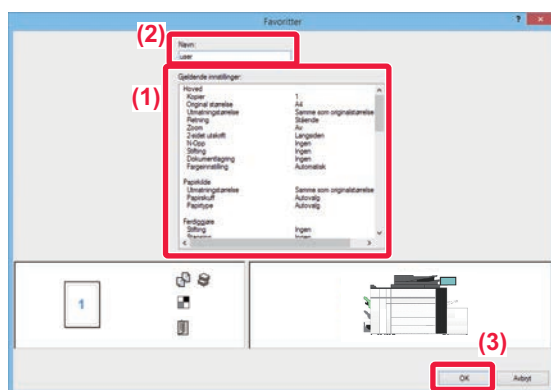 Favoritter
? ×
(2)
Navn:
user
(1)
Gjeldende innstillinger:
Hoved
Kopier 1
Original størrelse A4
Utmatningstørrelse Samme som originalstørrelse
Retning Stående
Zoom Av
2-sidet utskrift Langsiden
N-Opp Ingen
Stifting Ingen
Dokumentlagring Ingen
Fargeinnstilling Automatisk
Papirkilde
Utmatningstørrelse Samme som originalstørrelse
Papirskuff Autovalg
Papirtype Autovalg
Ferdiggjøre
Stifting Ingen
1
(3)
OK
Avbryt